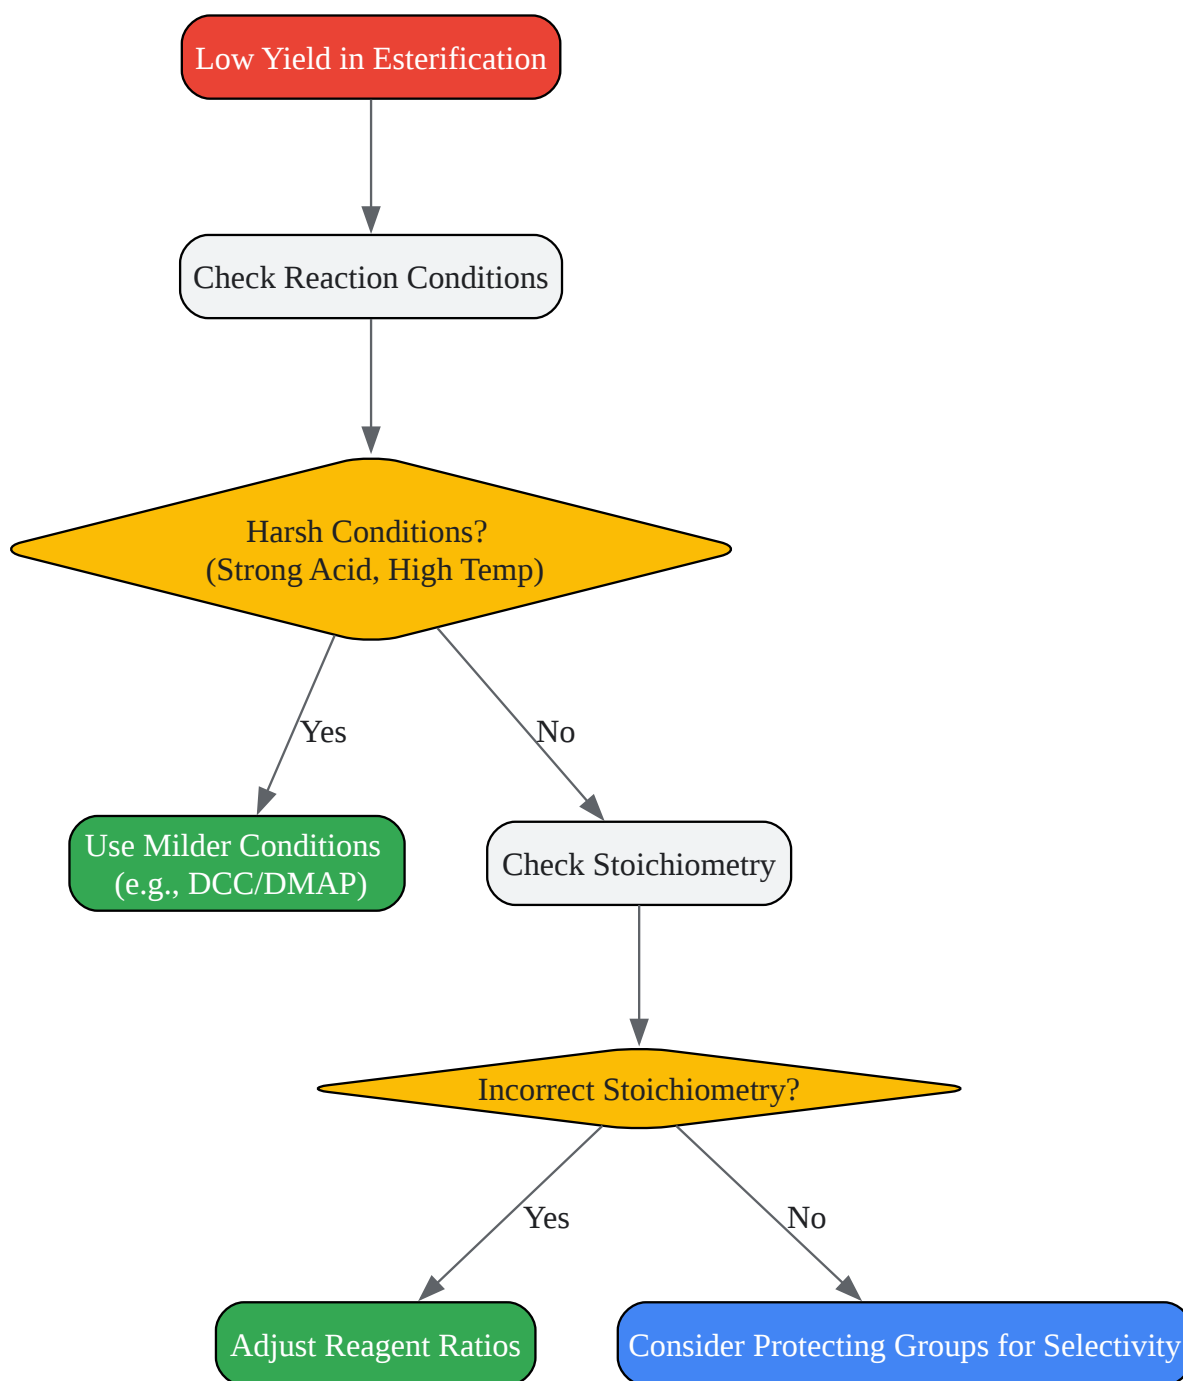 Low Yield in Esterification
Check Reaction Conditions
Harsh Conditions?
(Strong Acid, High Temp)
Yes
No
Use Milder Conditions
(e.g., DCC/DMAP)
Check Stoichiometry
Incorrect Stoichiometry?
Yes
No
Adjust Reagent Ratios
Consider Protecting Groups for Selectivity